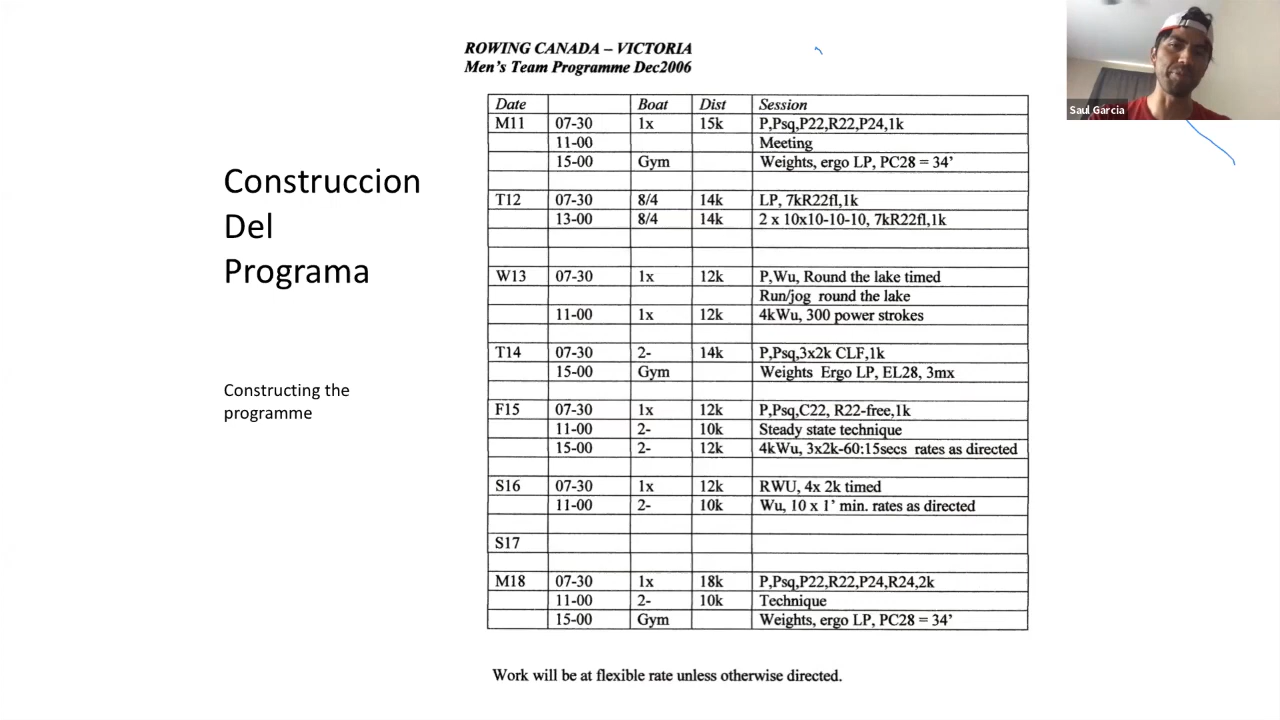 ROWING CANADA – VICTORIA
Men's Team Programme Dec2006
Saul Garcia
Construccion
Del
Programa
Constructing the
programme
Date Boat Dist Session
M11 07-30 1x 15k P,Psq,P22,R22,P24,1k
11-00 Meeting
15-00 Gym Weights, ergo LP, PC28 = 34’
T12 07-30 8/4 14k LP, 7kR22fl,1k
13-00 8/4 14k 2 x 10x10-10-10, 7kR22fl,1k
W13 07-30 1x 12k P,Wu, Round the lake timed
Run/jog round the lake
11-00 1x 12k 4kWu, 300 power strokes
T14 07-30 2- 14k P,Psq,3x2k CLF,1k
15-00 Gym Weights Ergo LP, EL28, 3mx
F15 07-30 1x 12k P,Psq,C22, R22-free,1k
11-00 2- 10k Steady state technique
15-00 2- 12k 4kWu, 3x2k-60:15secs rates as directed
S16 07-30 1x 12k RWU, 4x 2k timed
11-00 2- 10k Wu, 10 x 1’ min. rates as directed
S17
M18 07-30 1x 18k P,Psq,P22,R22,P24,R24,2k
11-00 2- 10k Technique
15-00 Gym Weights, ergo LP, PC28 = 34’
Work will be at flexible rate unless otherwise directed.